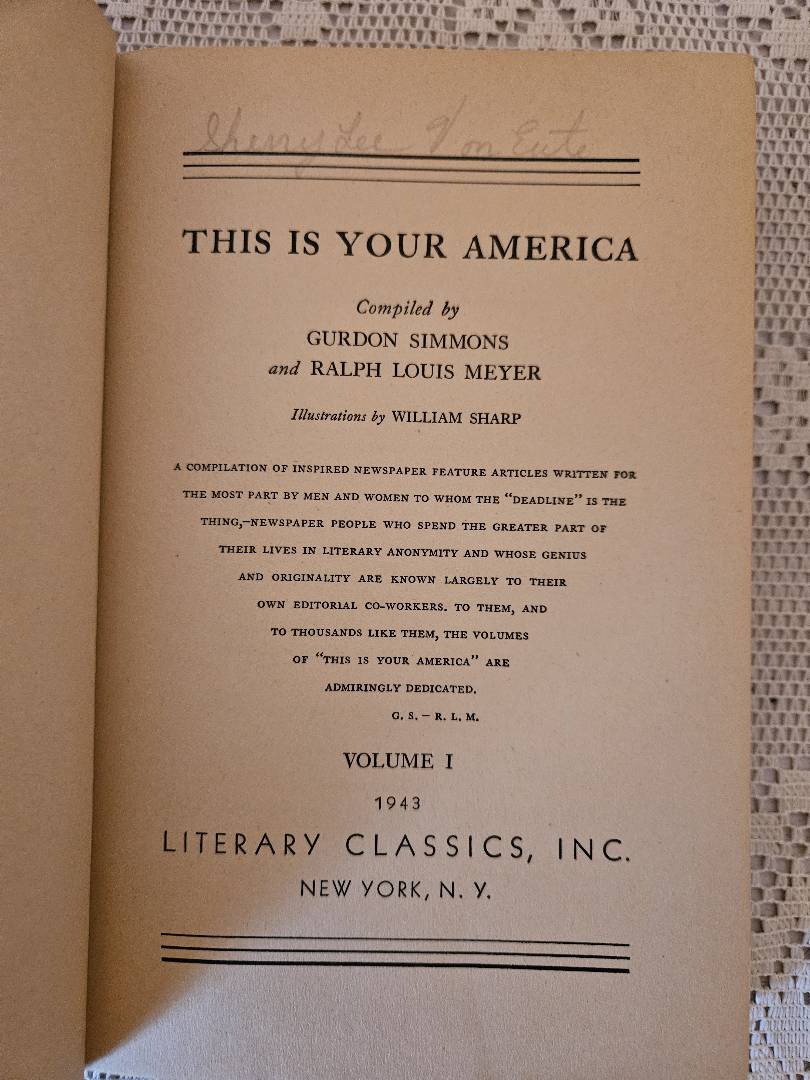 Sherry Lee Von
THIS IS YOUR AMERICA
Compiled by
GURDON SIMMONS
and RALPH LOUIS MEYER
Illustrations by WILLIAM SHARP
A COMPILATION OF INSPIRED NEWSPAPER FEATURE ARTICLES WRITTEN FOR
THE MOST PART BY MEN AND WOMEN TO WHOM THE “DEADLINE” IS THE
THING,—NEWSPAPER PEOPLE WHO SPEND THE GREATER PART OF
THEIR LIVES IN LITERARY ANONYMITY AND WHOSE GENIUS
AND ORIGINALITY ARE KNOWN LARGELY TO THEIR
OWN EDITORIAL CO-WORKERS. TO THEM, AND
TO THOUSANDS LIKE THEM, THE VOLUMES
OF “THIS IS YOUR AMERICA” ARE
ADMIRINGLY DEDICATED.
G. S. — R. L. M.
VOLUME I
1943
LITERARY CLASSICS, INC.
NEW YORK, N. Y.